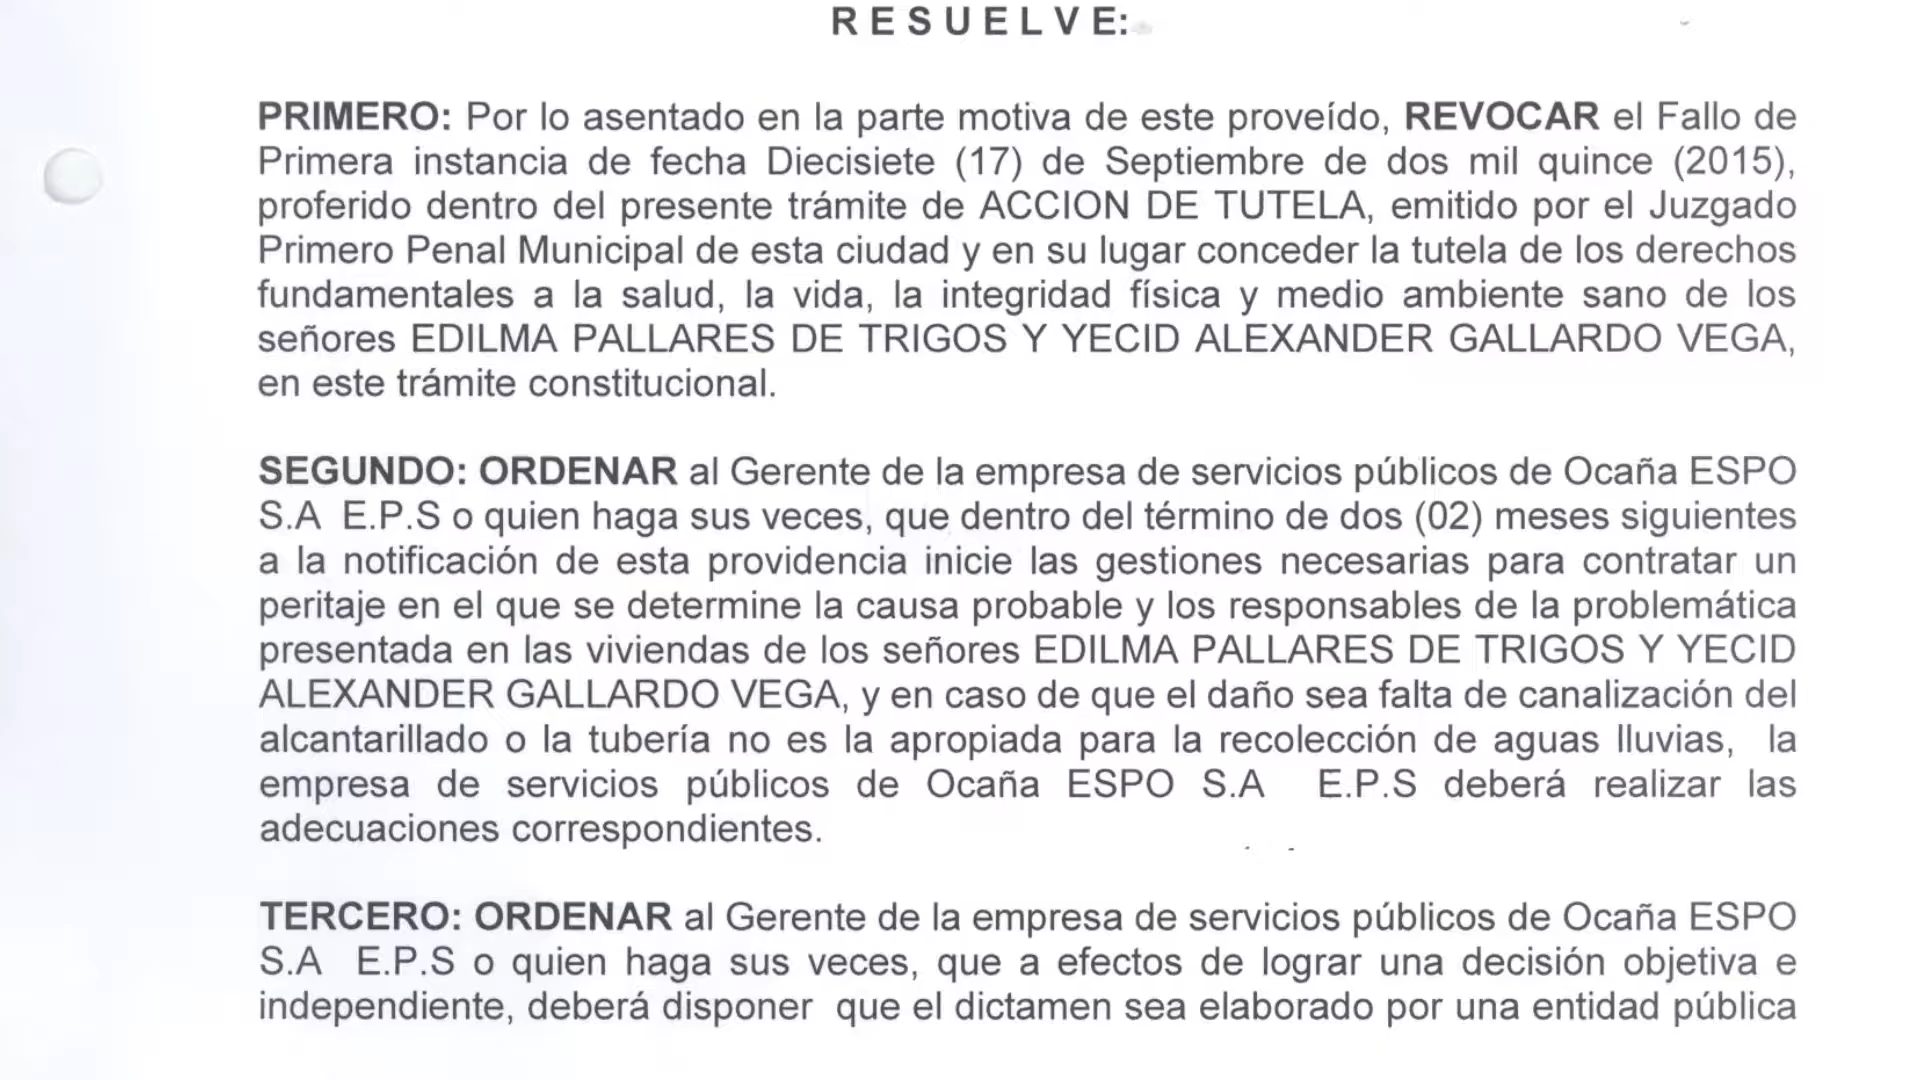 R E S U E L V E:
PRIMERO: Por lo asentado en la parte motiva de este proveído, REVOCAR el Fallo de
Primera instancia de fecha Diecisiete (17) de Septiembre de dos mil quince (2015),
proferido dentro del presente trámite de ACCION DE TUTELA, emitido por el Juzgado
Primero Penal Municipal de esta ciudad y en su lugar conceder la tutela de los derechos
fundamentales a la salud, la vida, la integridad física y medio ambiente sano de los
señores EDILMA PALLARES DE TRIGOS Y YECID ALEXANDER GALLARDO VEGA,
en este trámite constitucional.
SEGUNDO: ORDENAR al Gerente de la empresa de servicios públicos de Ocaña ESPO
S.A E.P.S o quien haga sus veces, que dentro del término de dos (02) meses siguientes
a la notificación de esta providencia inicie las gestiones necesarias para contratar un
peritaje en el que se determine la causa probable y los responsables de la problemática
presentada en las viviendas de los señores EDILMA PALLARES DE TRIGOS Y YECID
ALEXANDER GALLARDO VEGA, y en caso de que el daño sea falta de canalización del
alcantarillado o la tubería no es la apropiada para la recolección de aguas lluvias, la
empresa de servicios públicos de Ocaña ESPO S.A E.P.S deberá realizar las
adecuaciones correspondientes.
TERCERO: ORDENAR al Gerente de la empresa de servicios públicos de Ocaña ESPO
S.A E.P.S o quien haga sus veces, que a efectos de lograr una decisión objetiva e
independiente, deberá disponer que el dictamen sea elaborado por una entidad pública